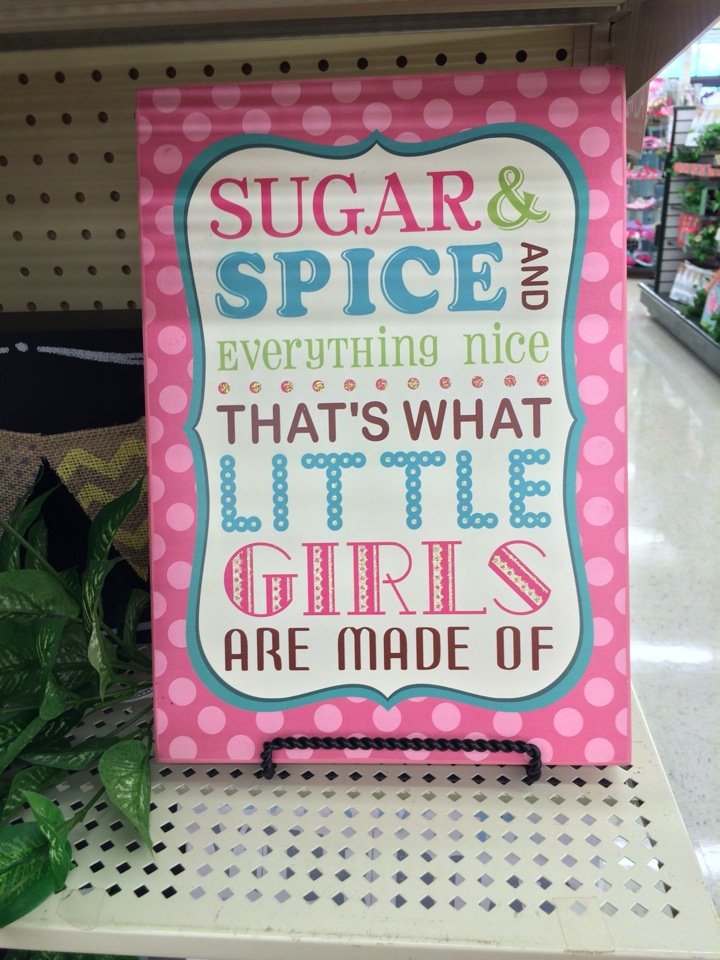 SUGAR &
SPICE AND
EVERYTHING NICE
THAT'S WHAT
LITTLE
GIRLS
ARE MADE OF